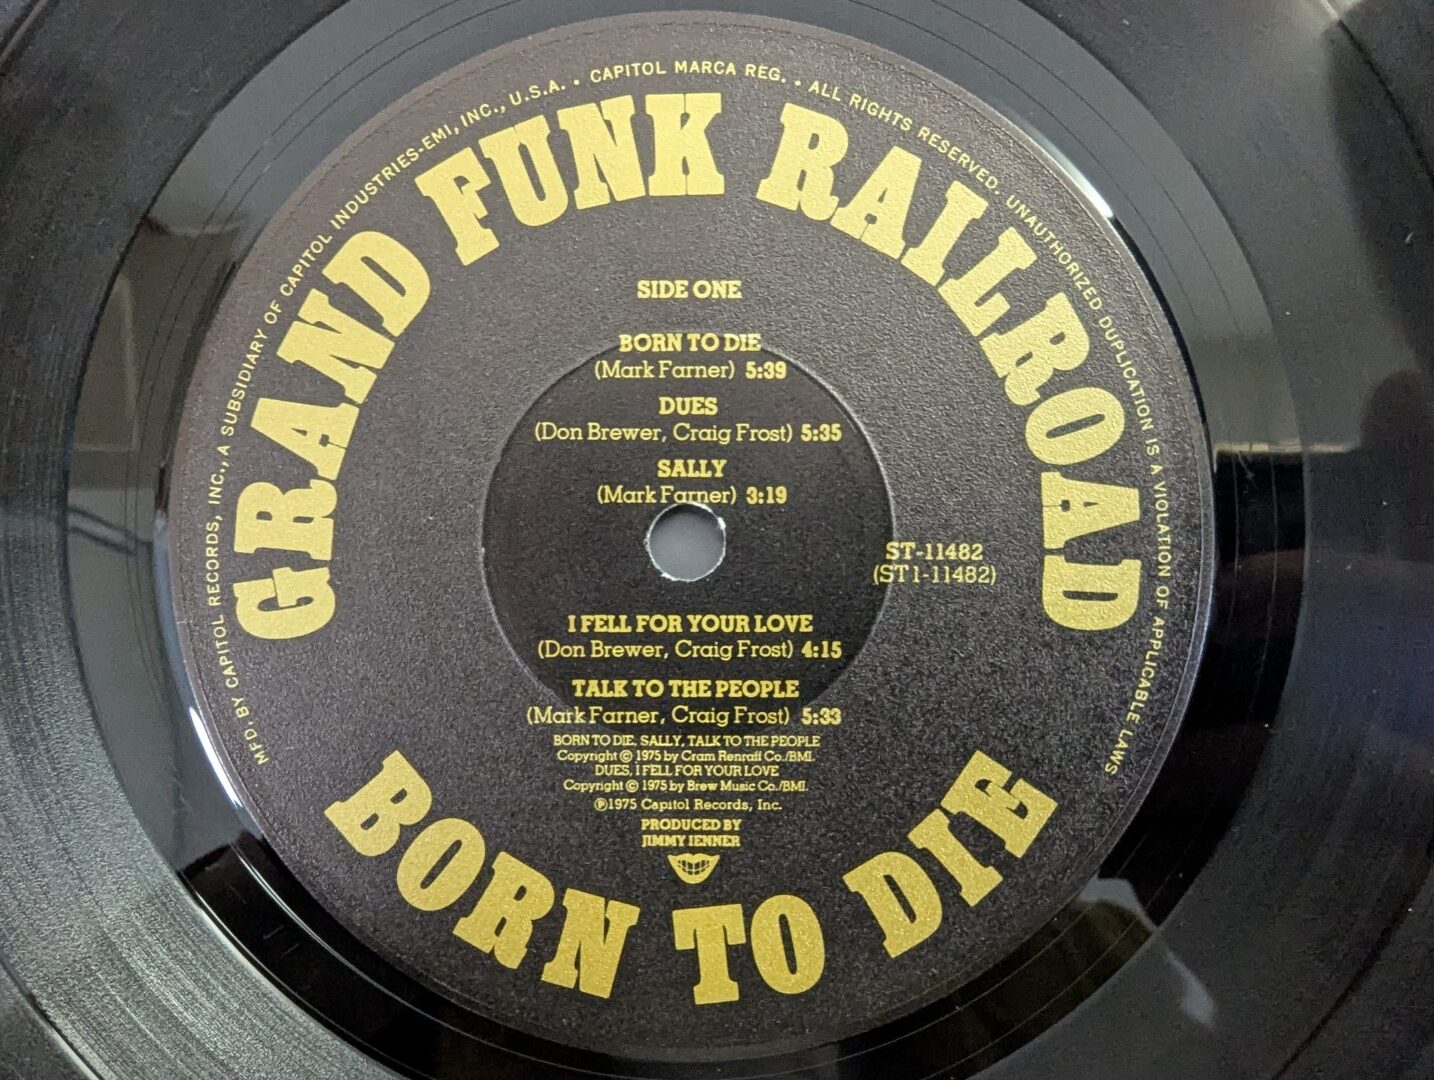 MFD. BY CAPITOL RECORDS, INC., A SUBSIDIARY OF CAPITOL INDUSTRIES-EMI, INC., U.S.A. • CAPITOL MARCA REG. • ALL RIGHTS RESERVED. UNAUTHORIZED DUPLICATION IS A VIOLATION OF APPLICABLE LAWS
GRAND FUNK RAILROAD
SIDE ONE
BORN TO DIE
(Mark Farner) 5:39
DUES
(Don Brewer, Craig Frost) 5:35
SALLY
(Mark Farner) 3:19
ST-11482
(ST1-11482)
I FELL FOR YOUR LOVE
(Don Brewer, Craig Frost) 4:15
TALK TO THE PEOPLE
(Mark Farner, Craig Frost) 5:33
BORN TO DIE, SALLY, TALK TO THE PEOPLE
Copyright © 1975 by Cram Renraff Co./BMI.
DUES, I FELL FOR YOUR LOVE
Copyright © 1975 by Brew Music Co./BMI.
℗1975 Capitol Records, Inc.
PRODUCED BY
JIMMY IENNER
BORN TO DIE